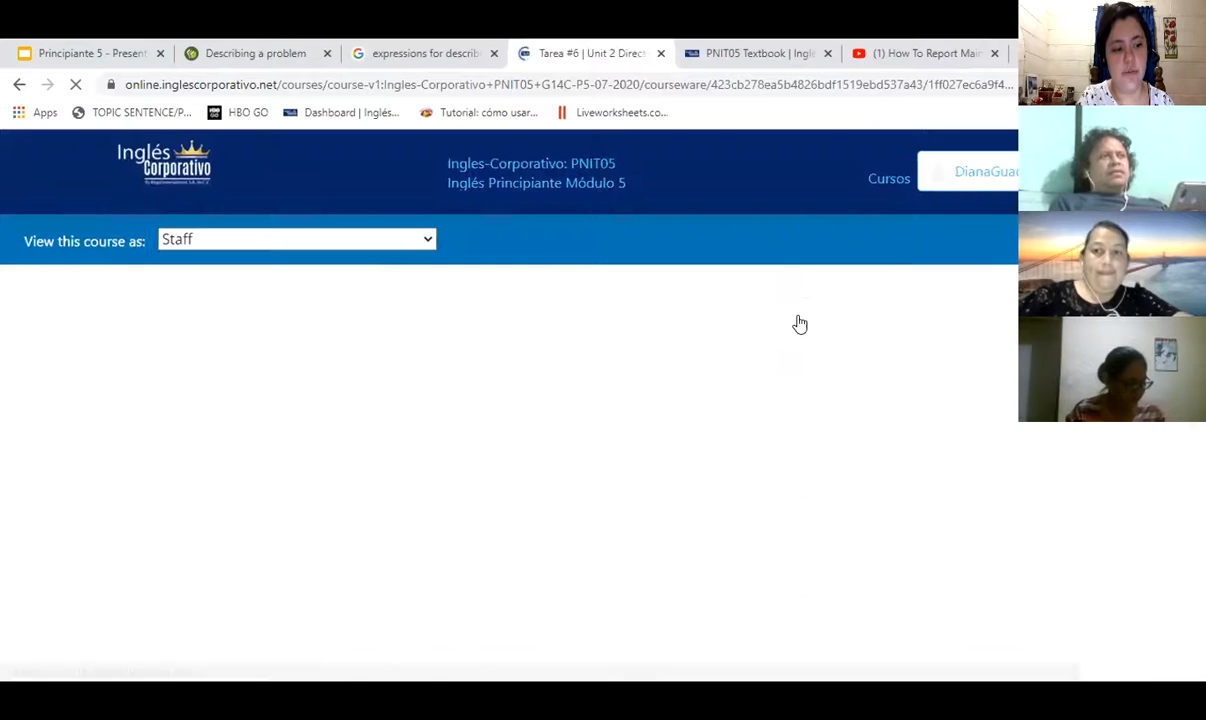 Principiante 5 - Present
Describing a problem
expressions for describ
Tarea #6 | Unit 2 Direct
PNIT05 Textbook | Ingl
(1) How To Report Mai
online.inglescorporativo.net/courses/course-v1:Ingles-Corporativo+PNIT05+G14C-P5-07-2020/courseware/423cb278ea5b4826bdf1519ebd537a43/1ff027ec6a9f4...
Apps
TOPIC SENTENCE/P...
HBO GO
Dashboard | Inglés...
Tutorial: cómo usar...
Liveworksheets.co...
Inglés
Corporativo
Ingles-Corporativo: PNIT05
Inglés Principiante Módulo 5
Cursos
DianaGuad
View this course as:
Staff